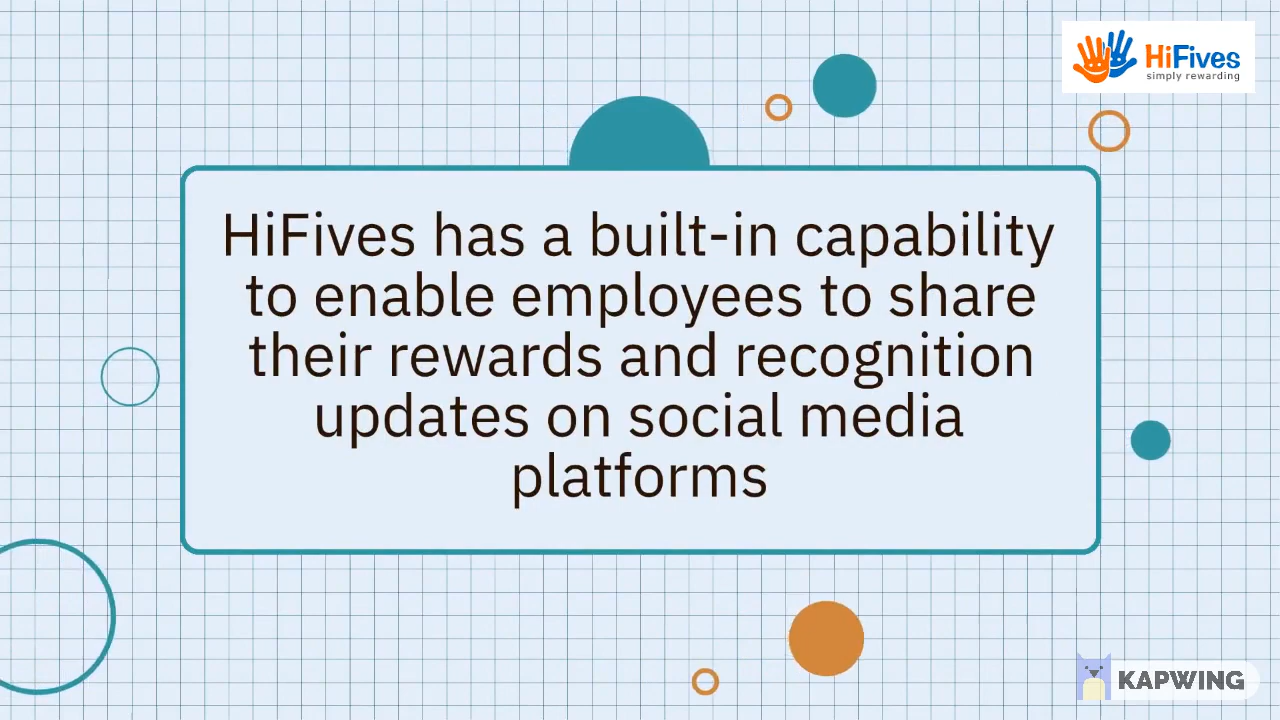 HiFives
simply rewarding
HiFives has a built-in capability
to enable employees to share
their rewards and recognition
updates on social media
platforms
KAPWING